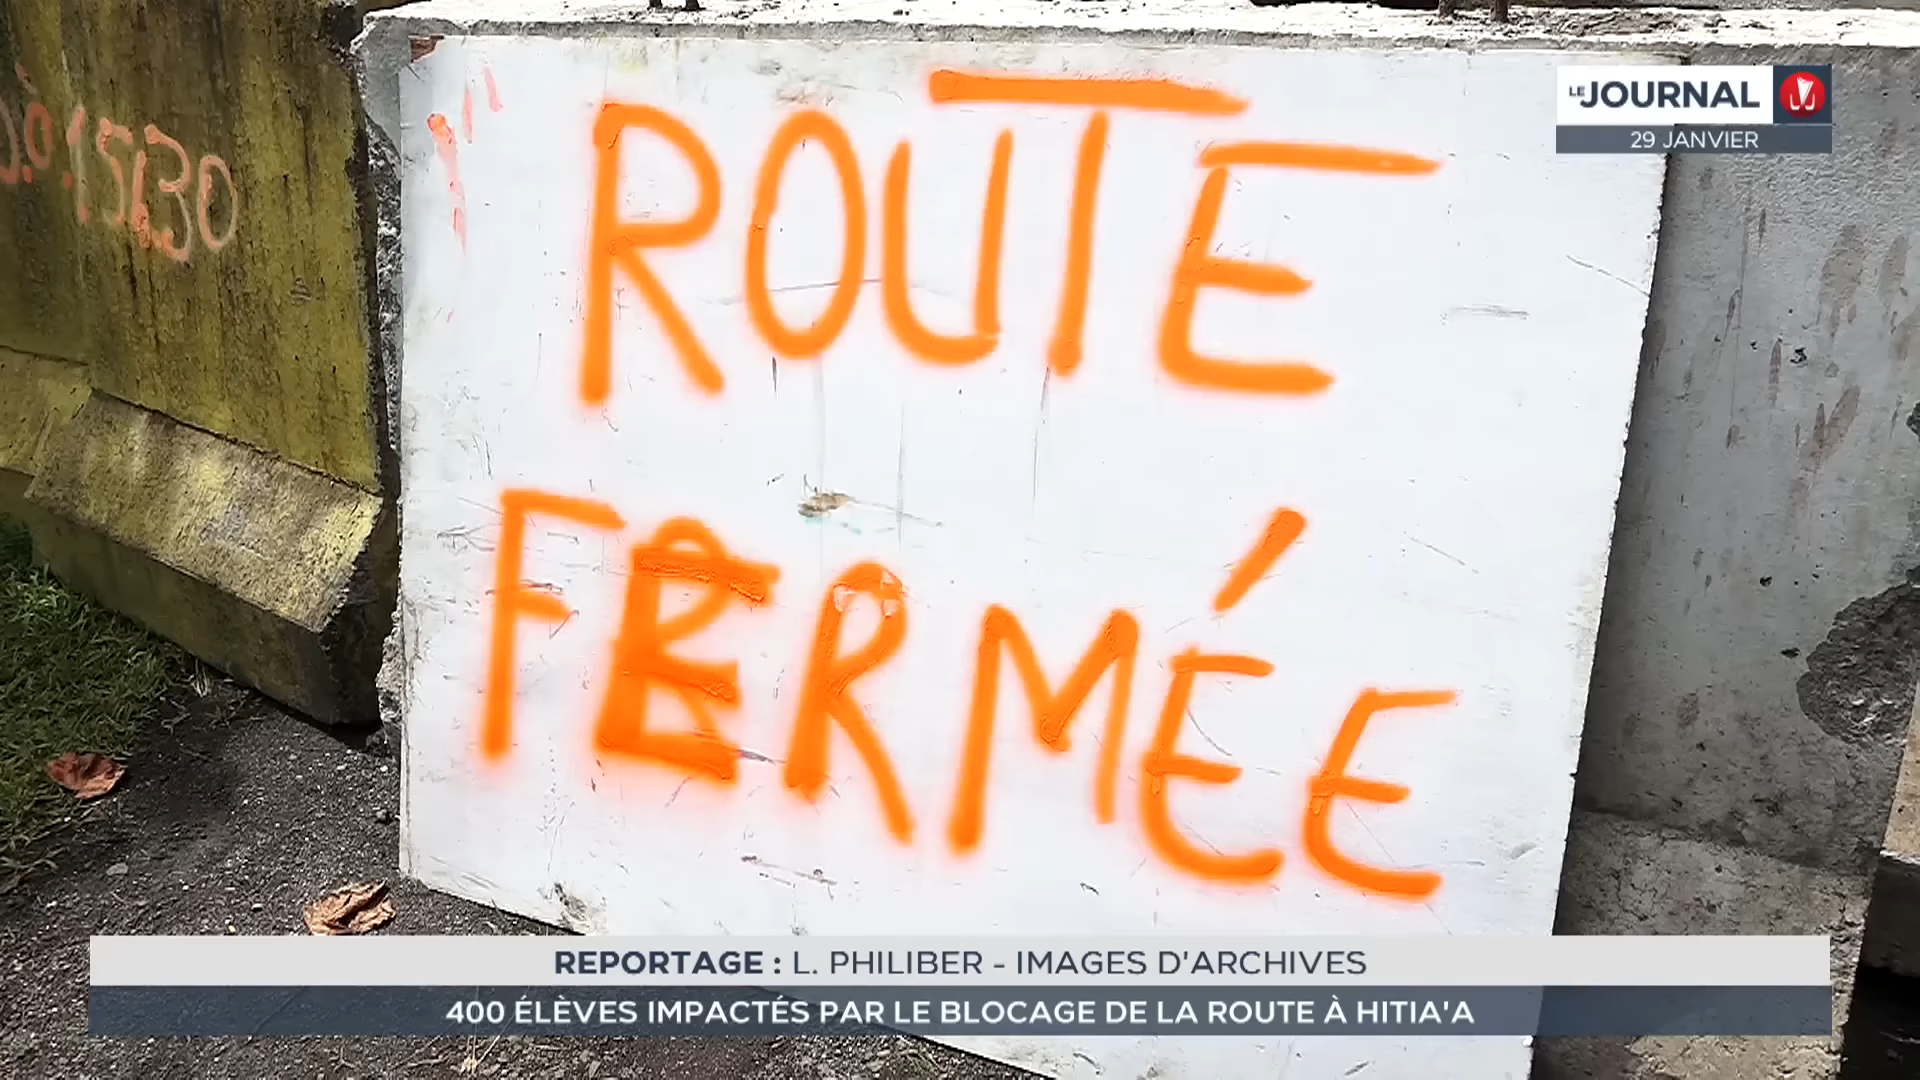 LE JOURNAL
29 JANVIER
ROUTE
FERMÉE
REPORTAGE : L. PHILIBER - IMAGES D'ARCHIVES
400 ÉLÈVES IMPACTÉS PAR LE BLOCAGE DE LA ROUTE À HITIA'A